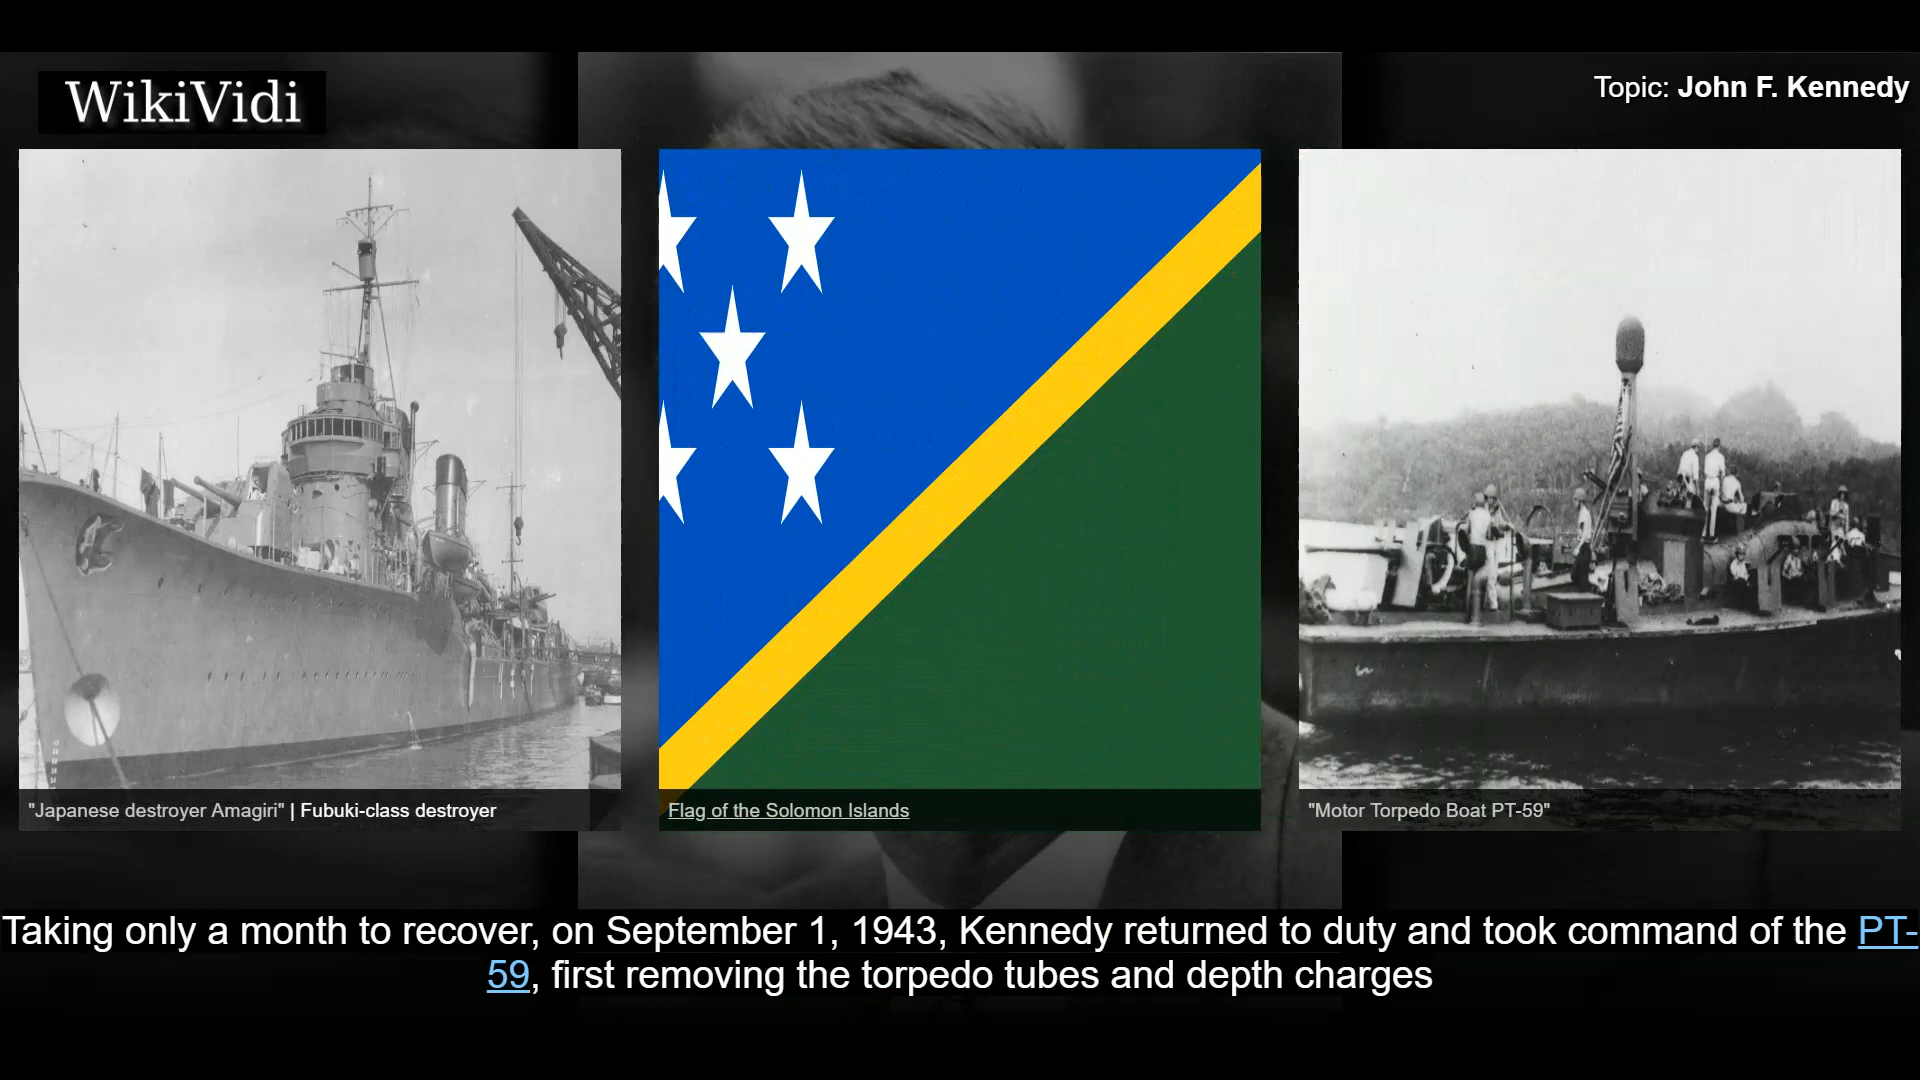 WikiVidi
Topic: John F. Kennedy
"Japanese destroyer Amagiri" | Fubuki-class destroyer
Flag of the Solomon Islands
"Motor Torpedo Boat PT-59"
Taking only a month to recover, on September 1, 1943, Kennedy returned to duty and took command of the PT-
59, first removing the torpedo tubes and depth charges